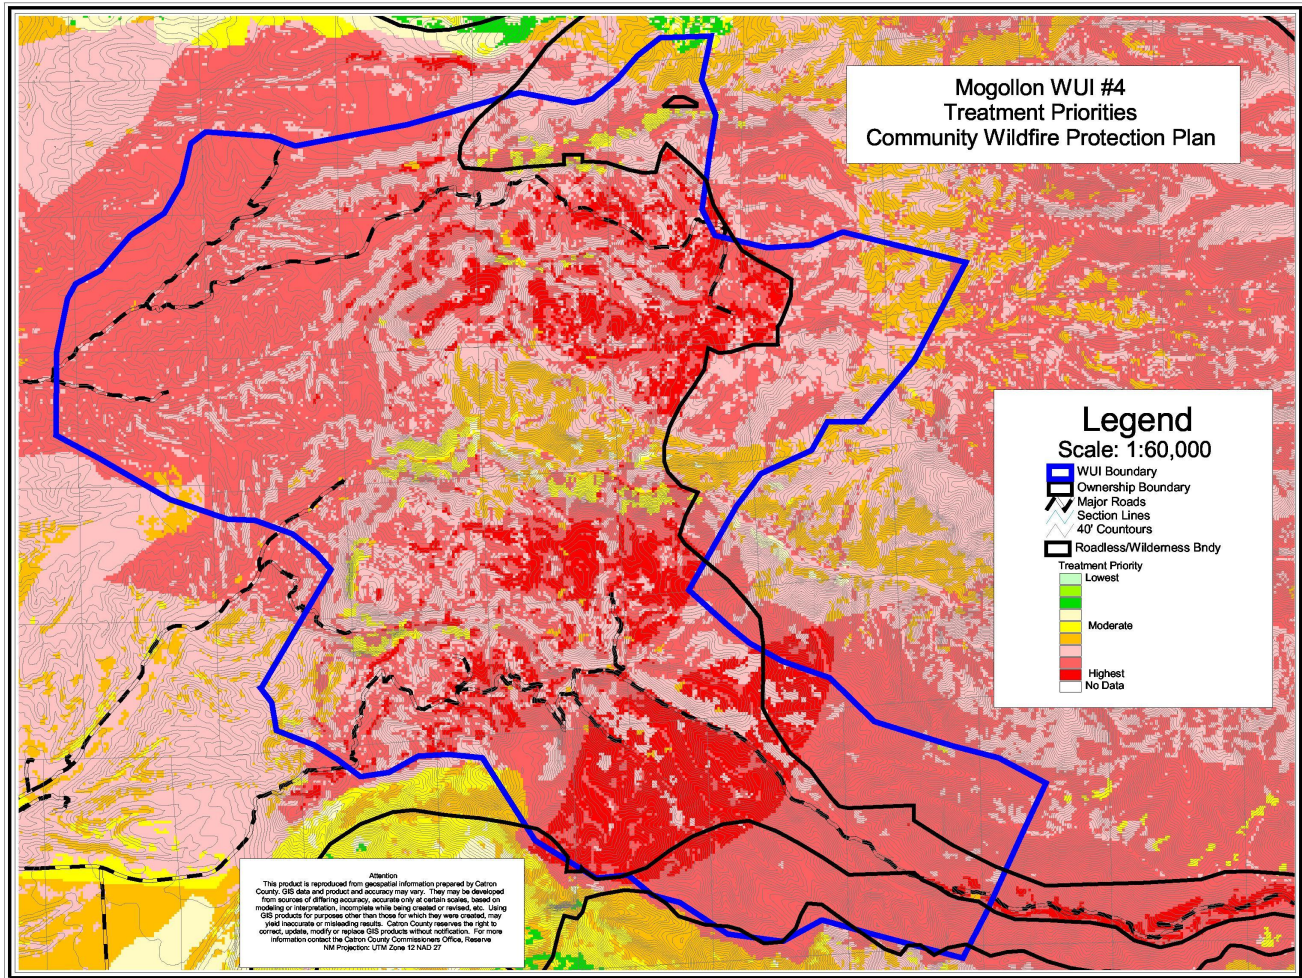 Mogollon WUI #4
Treatment Priorities
Community Wildfire Protection Plan
Legend
Scale: 1:60,000
WUI Boundary
Ownership Boundary
Major Roads
Section Lines
40' Countours
Roadless/Wilderness Bndy
Treatment Priority
Lowest
Moderate
Highest
No Data
Attention
This product is reproduced from geospatial information prepared by Catron
County. GIS data and product and accuracy may vary. They may be developed
from sources of differing accuracy, accurate only at certain scales, based on
modeling or interpretation, incomplete while being created or revised, etc. Using
GIS products for purposes other than those for which they were created, may
yield inaccurate or misleading results. Catron County reserves the right to
correct, update, modify or replace GIS products without notification. For more
information contact the Catron County Commissioners Office, Reserve
NM Projection: UTM Zone 12 NAD 27